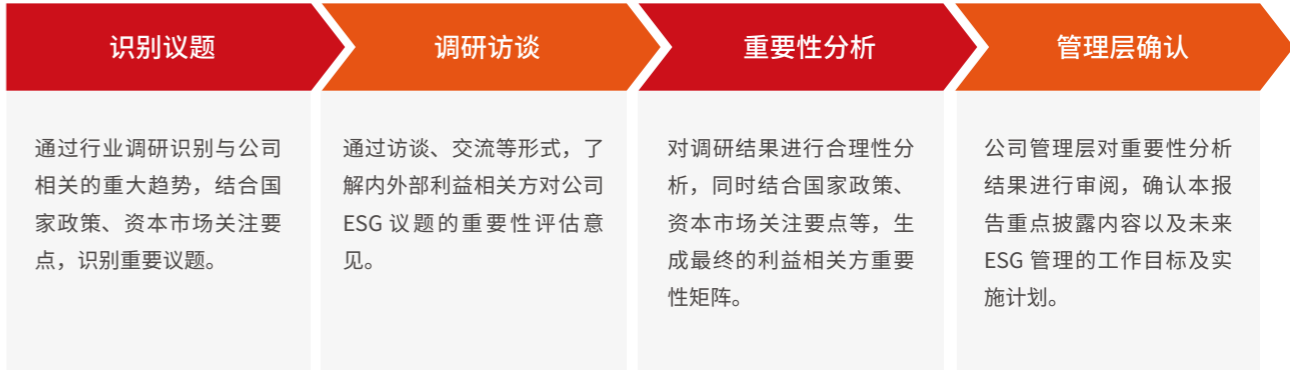 识别议题
通过行业调研识别与公司
相关的重大趋势，结合国
家政策、资本市场关注要
点，识别重要议题。
调研访谈
通过访谈、交流等形式，了
解内外部利益相关方对公司
ESG 议题的重要性评估意
见。
重要性分析
对调研结果进行合理性分
析，同时结合国家政策、
资本市场关注要点等，生
成最终的利益相关方重要
性矩阵。
管理层确认
公司管理层对重要性分析
结果进行审阅，确认本报
告重点披露内容以及未来
ESG 管理的工作目标及实
施计划。